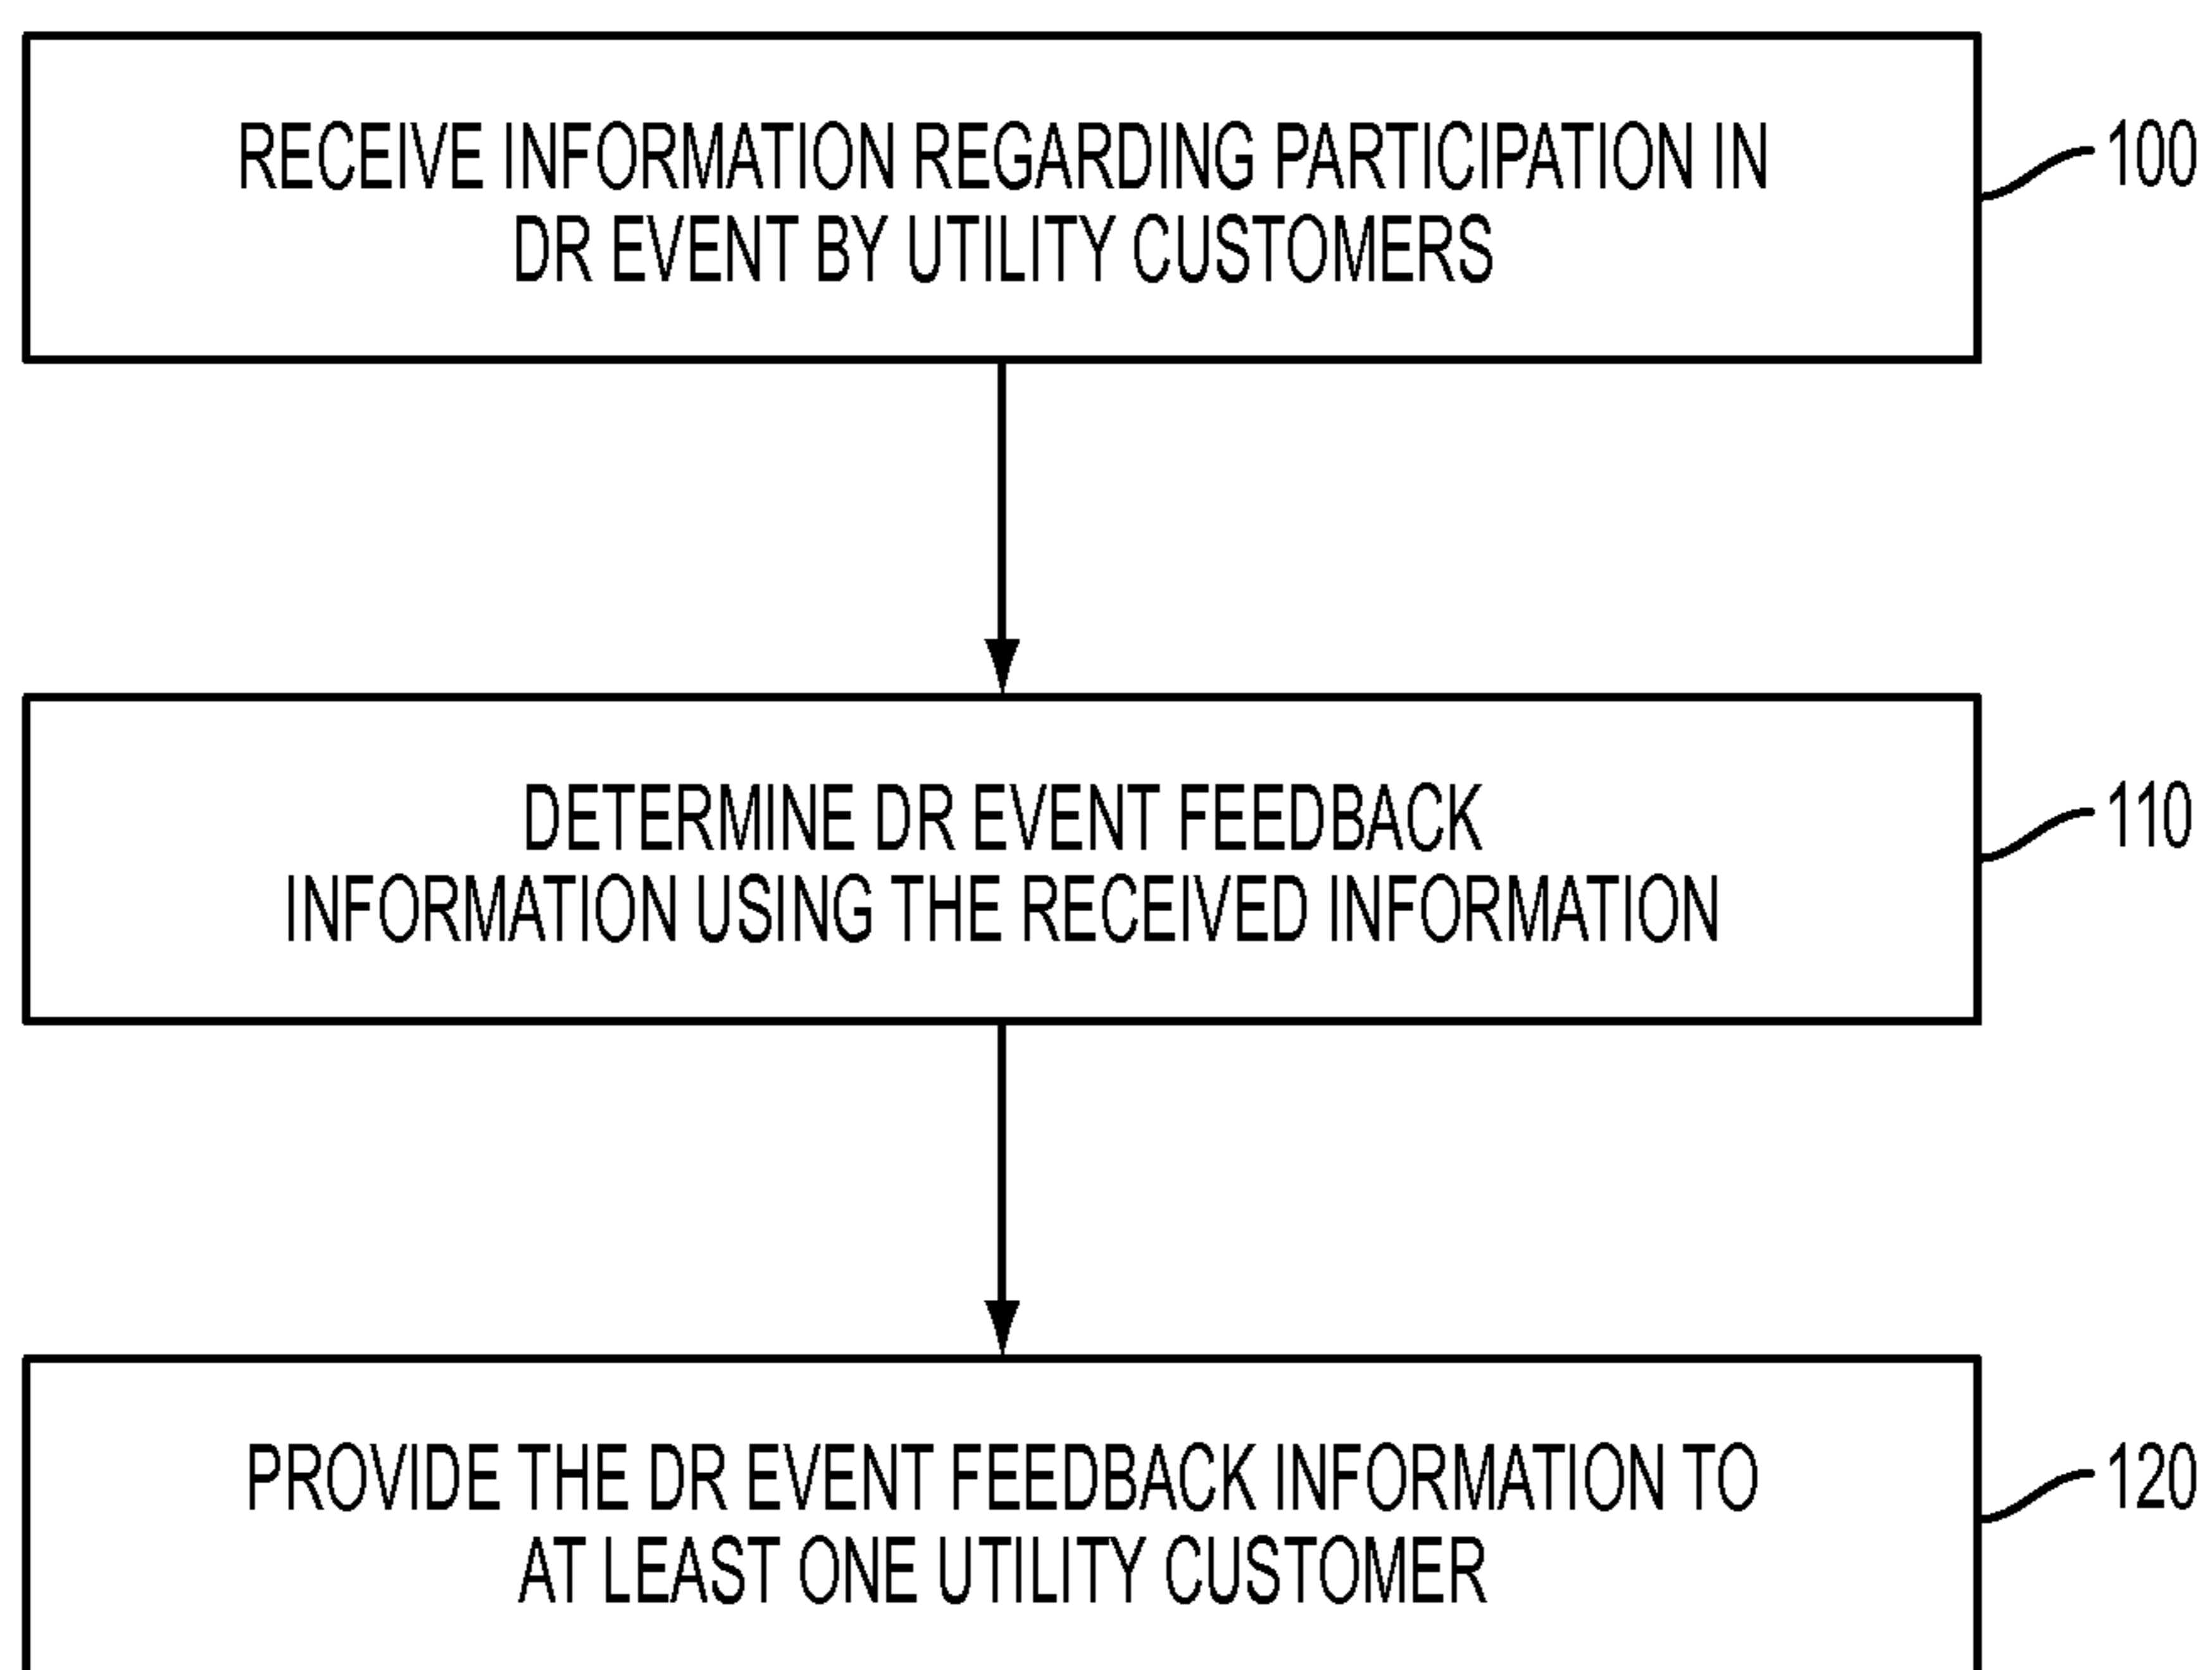 RECEIVE INFORMATION REGARDING PARTICIPATION IN
DR EVENT BY UTILITY CUSTOMERS
100
DETERMINE DR EVENT FEEDBACK
INFORMATION USING THE RECEIVED INFORMATION
110
PROVIDE THE DR EVENT FEEDBACK INFORMATION TO
AT LEAST ONE UTILITY CUSTOMER
120